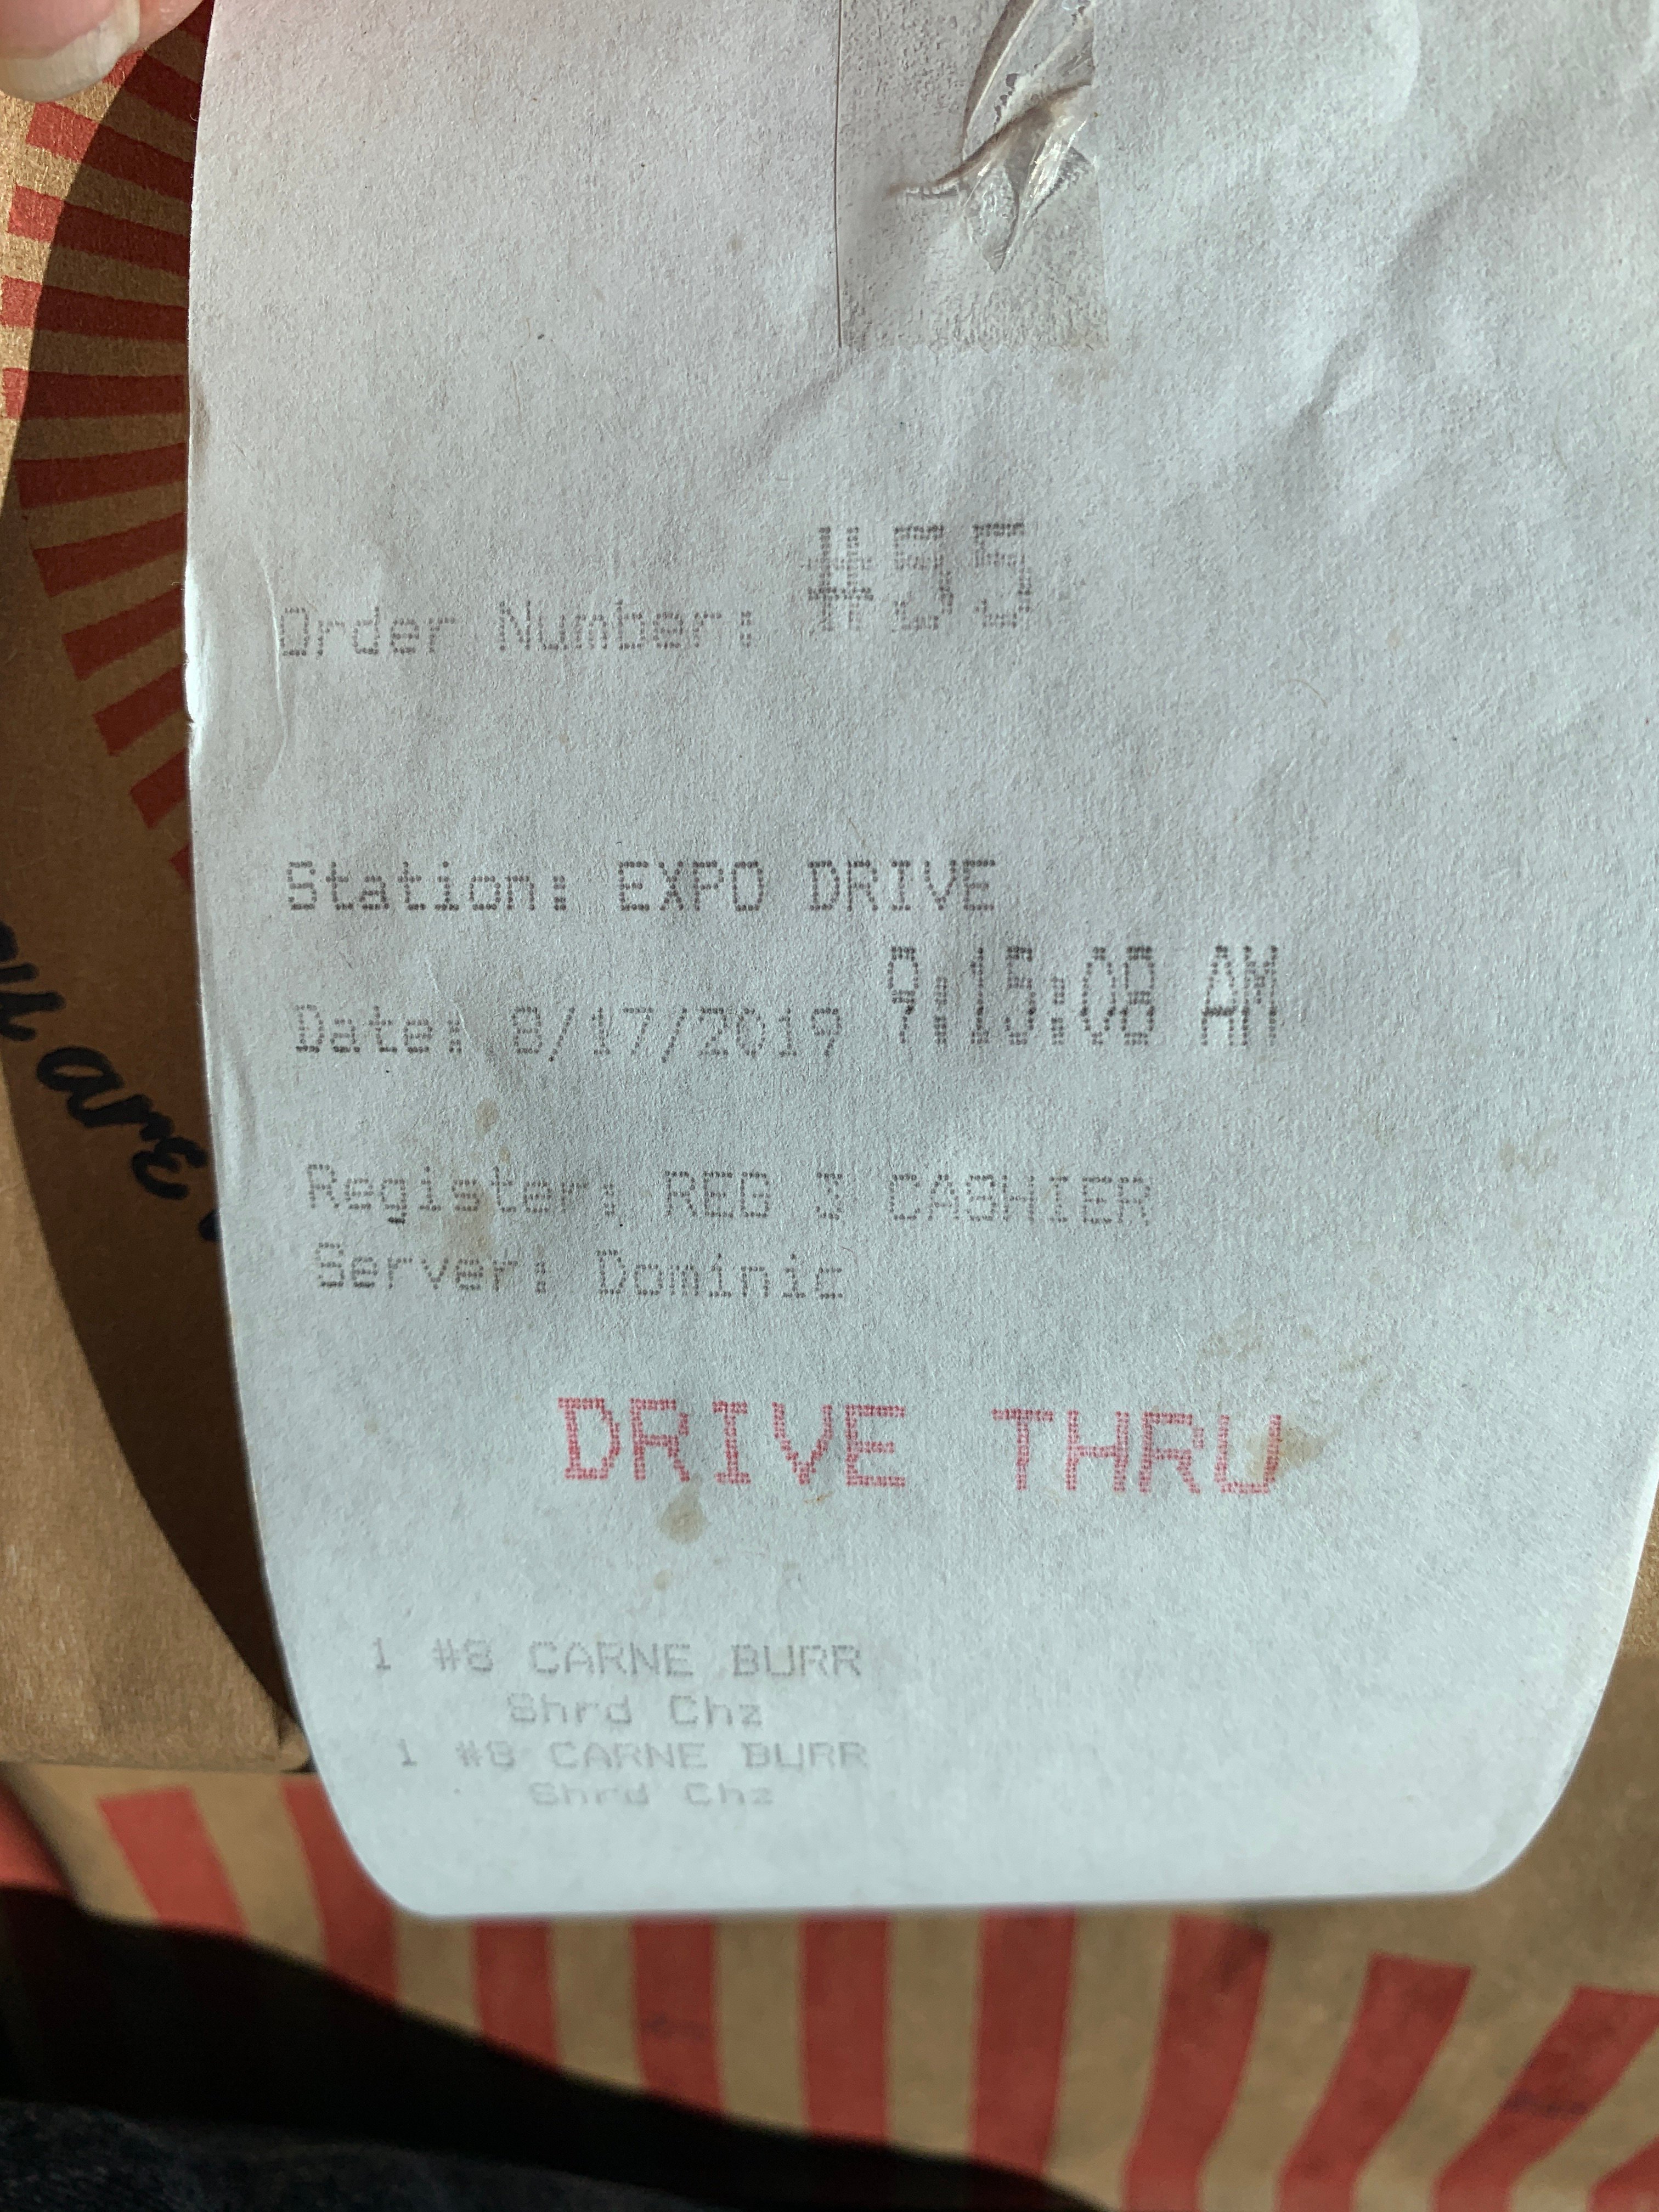 Order Number: #55
Station: EXPO DRIVE
Date: 8/17/2019 9:15:08 AM
Register: REG 3 CASHIER
Server: Dominic
DRIVE THRU
1 #8 CARNE BURR
Shrd Chz
1 #8 CARNE BURR
Shrd Chz
are